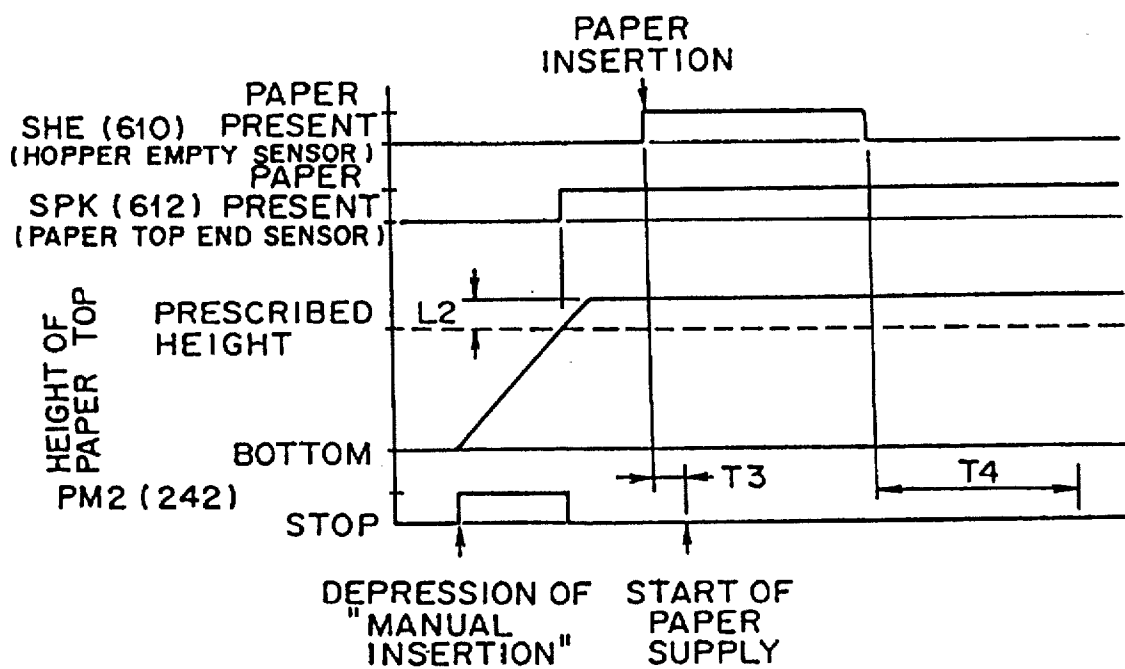 PAPER
INSERTION
PAPER
SHE (610) PRESENT
(HOPPER EMPTY SENSOR)
PAPER
SPK (612) PRESENT
(PAPER TOP END SENSOR)
HEIGHT OF
PAPER TOP
PRESCRIBED
HEIGHT
L2
BOTTOM
PM2 (242)
STOP
T3
T4
DEPRESSION OF
"MANUAL
INSERTION"
START OF
PAPER
SUPPLY